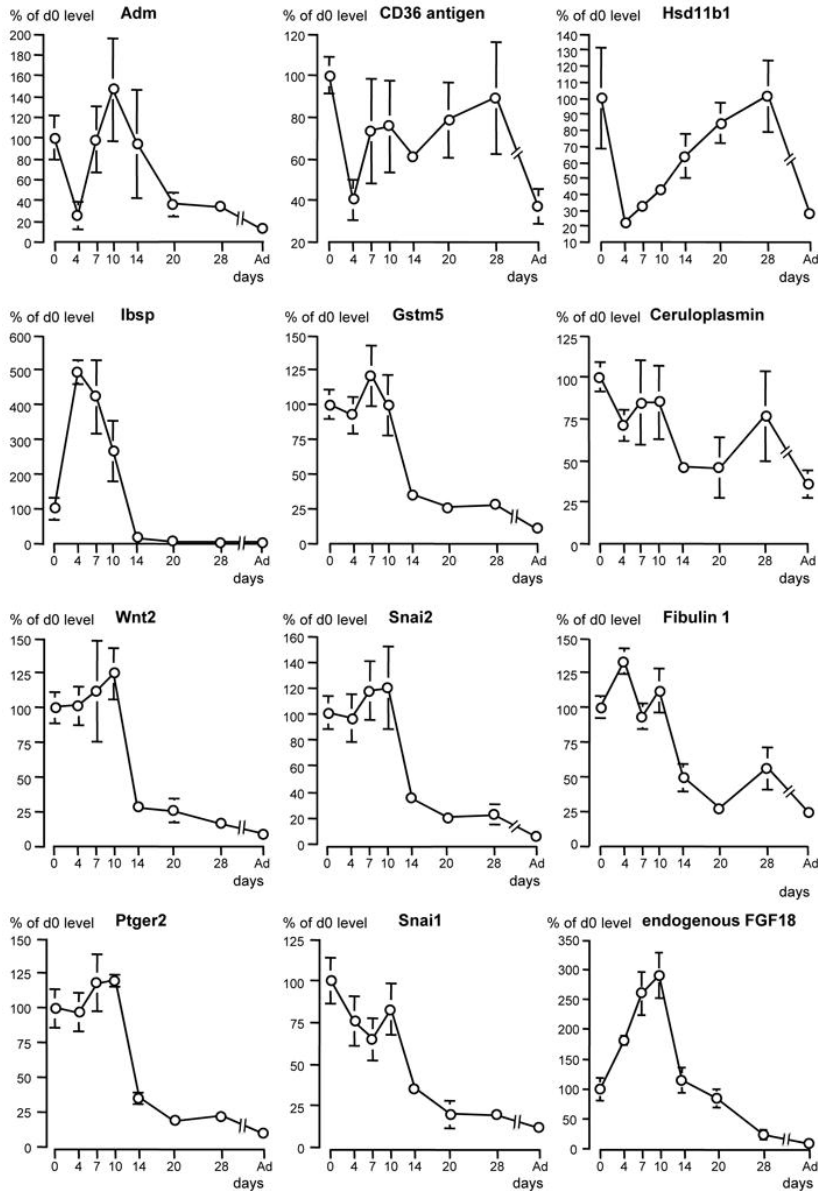 % of d0 level Adm
200
180
160
140
120
100
80
60
40
20
0
0 4 7 10 14 20 28 Ad
days
% of d0 level CD36 antigen
120
100
80
60
40
20
0 4 7 10 14 20 28 Ad
days
% of d0 level Hsd11b1
140
130
120
110
100
90
80
70
60
50
40
30
20
10
0 4 7 10 14 20 28 Ad
days
% of d0 level Ibsp
600
500
400
300
200
100
0
0 4 7 10 14 20 28 Ad
days
% of d0 level Gstm5
150
125
100
75
50
25
0
0 4 7 10 14 20 28 Ad
days
% of d0 level Ceruloplasmin
125
100
75
50
25
0
0 4 7 10 14 20 28 Ad
days
% of d0 level Wnt2
150
125
100
75
50
25
0
0 4 7 10 14 20 28 Ad
days
% of d0 level Snai2
160
140
120
100
80
60
40
20
0
0 4 7 10 14 20 28 Ad
days
% of d0 level Fibulin 1
150
125
100
75
50
25
0
0 4 7 10 14 20 28 Ad
days
% of d0 level Ptger2
150
125
100
75
50
25
0
0 4 7 10 14 20 28 Ad
days
% of d0 level Snai1
125
100
75
50
25
0
0 4 7 10 14 20 28 Ad
days
% of d0 level endogenous FGF18
350
300
250
200
150
100
50
0
0 4 7 10 14 20 28 Ad
days